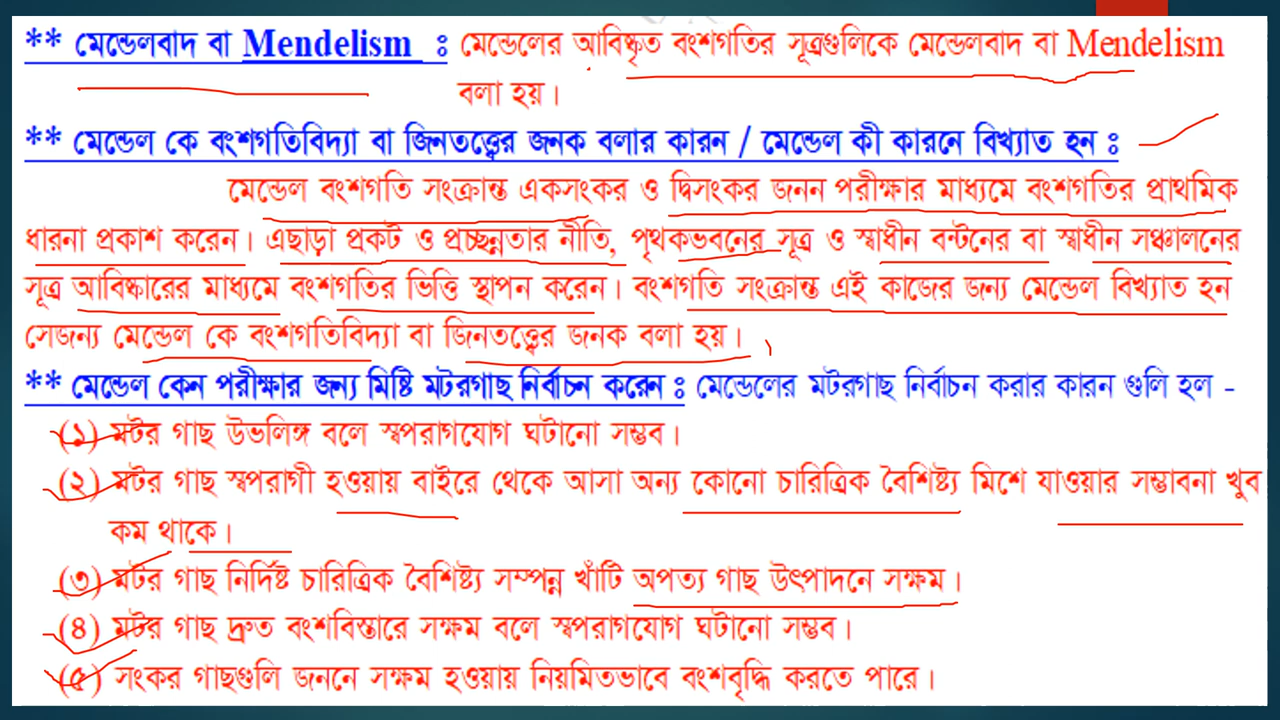 ** মেন্ডেলবাদ বা Mendelism : মেন্ডেলের আবিষ্কৃত বংশগতির সূত্রগুলিকে মেন্ডেলবাদ বা Mendelism
বলা হয়।
** মেন্ডেল কে বংশগতিবিদ্যা বা জিনতত্ত্বের জনক বলার কারন / মেন্ডেল কী কারনে বিখ্যাত হন :
মেন্ডেল বংশগতি সংক্রান্ত একসংকর ও দ্বিসংকর জনন পরীক্ষার মাধ্যমে বংশগতির প্রাথমিক
ধারনা প্রকাশ করেন। এছাড়া প্রকট ও প্রচ্ছন্নতার নীতি, পৃথকভবনের সূত্র ও স্বাধীন বন্টনের বা স্বাধীন সঞ্চালনের
সূত্র আবিষ্কারের মাধ্যমে বংশগতির ভিত্তি স্থাপন করেন। বংশগতি সংক্রান্ত এই কাজের জন্য মেন্ডেল বিখ্যাত হন
সেজন্য মেন্ডেল কে বংশগতিবিদ্যা বা জিনতত্ত্বের জনক বলা হয়।
** মেন্ডেল কেন পরীক্ষার জন্য মিষ্টি মটরগাছ নির্বাচন করেন : মেন্ডেলের মটরগাছ নির্বাচন করার কারন গুলি হল -
(১) মটর গাছ উভলিঙ্গ বলে স্বপরাগযোগ ঘটানো সম্ভব।
(২) মটর গাছ স্বপরাগী হওয়ায় বাইরে থেকে আসা অন্য কোনো চারিত্রিক বৈশিষ্ট্য মিশে যাওয়ার সম্ভাবনা খুব
কম থাকে।
(৩) মটর গাছ নির্দিষ্ট চারিত্রিক বৈশিষ্ট্য সম্পন্ন খাঁটি অপত্য গাছ উৎপাদনে সক্ষম।
(৪) মটর গাছ দ্রুত বংশবিস্তারে সক্ষম বলে স্বপরাগযোগ ঘটানো সম্ভব।
(৫) সংকর গাছগুলি জননে সক্ষম হওয়ায় নিয়মিতভাবে বংশবৃদ্ধি করতে পারে।